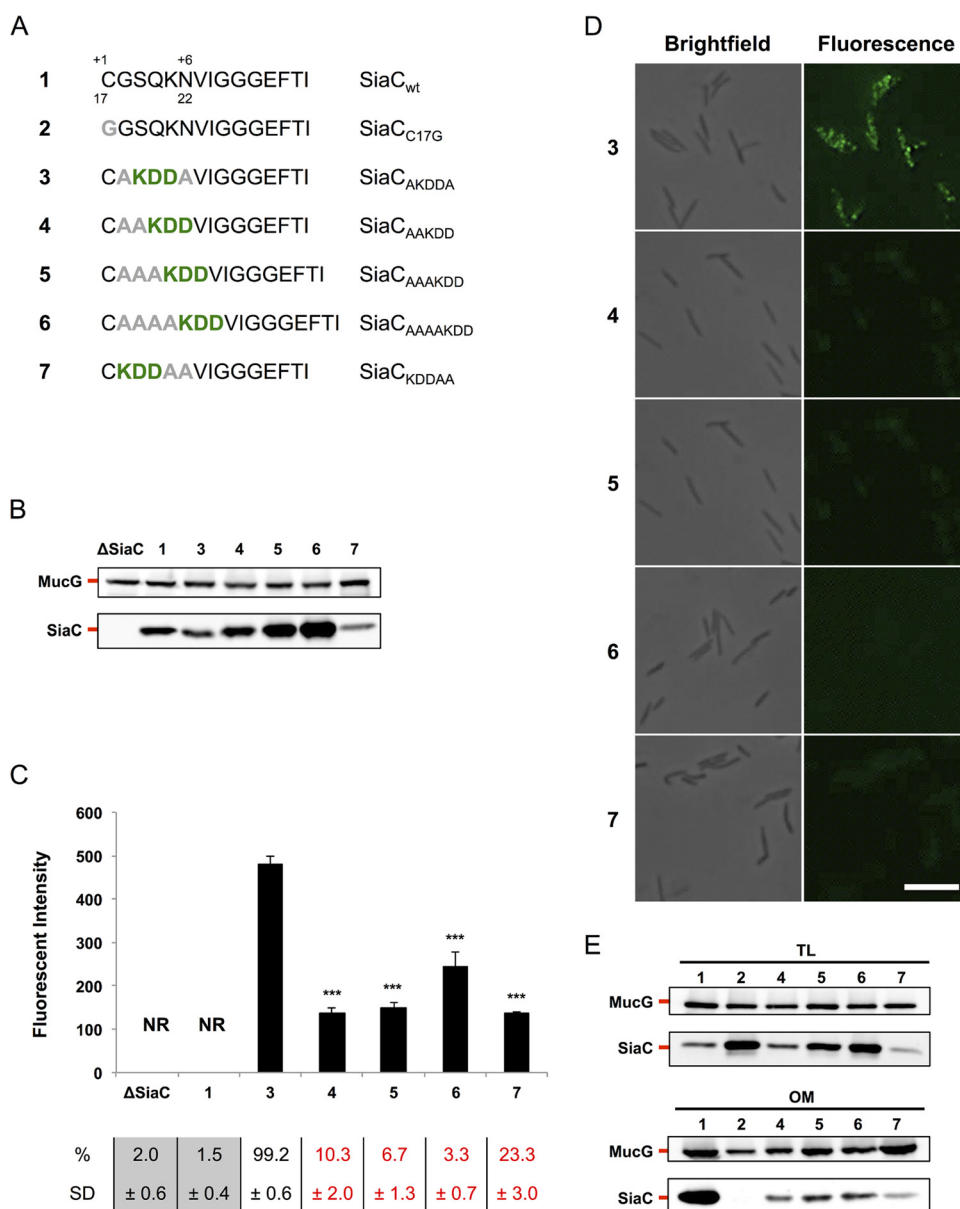 A
+1 +6
1 CGSQKNVIGGGEFTI SiaCwt
17 22
2 GGSQKNVIGGGEFTI SiaCC17G
3 CAKDDAVIGGGEFTI SiaCAKDDA
4 CAAKDDVIGGGEFTI SiaCAAKDD
5 CAAAKDDVIGGGEFTI SiaCAAAKDD
6 CAAAAKDDVIGGGEFTI SiaCAAAAKDD
7 CKDDAAVIGGGEFTI SiaCKDDAA
B
ΔSiaC 1 3 4 5 6 7
MucG
SiaC
C
Fluorescent Intensity
600
500
400
300
200
100
0
NR NR *** *** *** ***
ΔSiaC 1 3 4 5 6 7
% 2.0 1.5 99.2 10.3 6.7 3.3 23.3
SD ± 0.6 ± 0.4 ± 0.6 ± 2.0 ± 1.3 ± 0.7 ± 3.0
D
Brightfield Fluorescence
3
4
5
6
7
E
TL
1 2 4 5 6 7
MucG
SiaC
OM
1 2 4 5 6 7
MucG
SiaC